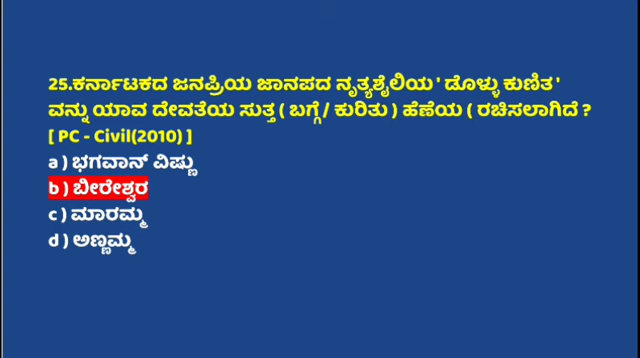 25.ಕರ್ನಾಟಕದ ಜನಪ್ರಿಯ ಜಾನಪದ ನೃತ್ಯಶೈಲಿಯ ' ಡೊಳ್ಳು ಕುಣಿತ '
ವನ್ನು ಯಾವ ದೇವತೆಯ ಸುತ್ತ ( ಬಗ್ಗೆ / ಕುರಿತು ) ಹೆಣೆಯ ( ರಚಿಸಲಾಗಿದೆ ?
[ PC - Civil(2010) ]
a ) ಭಗವಾನ್ ವಿಷ್ಣು
b ) ಬೀರೇಶ್ವರ
c ) ಮಾರಮ್ಮ
d ) ಅಣ್ಣಮ್ಮ